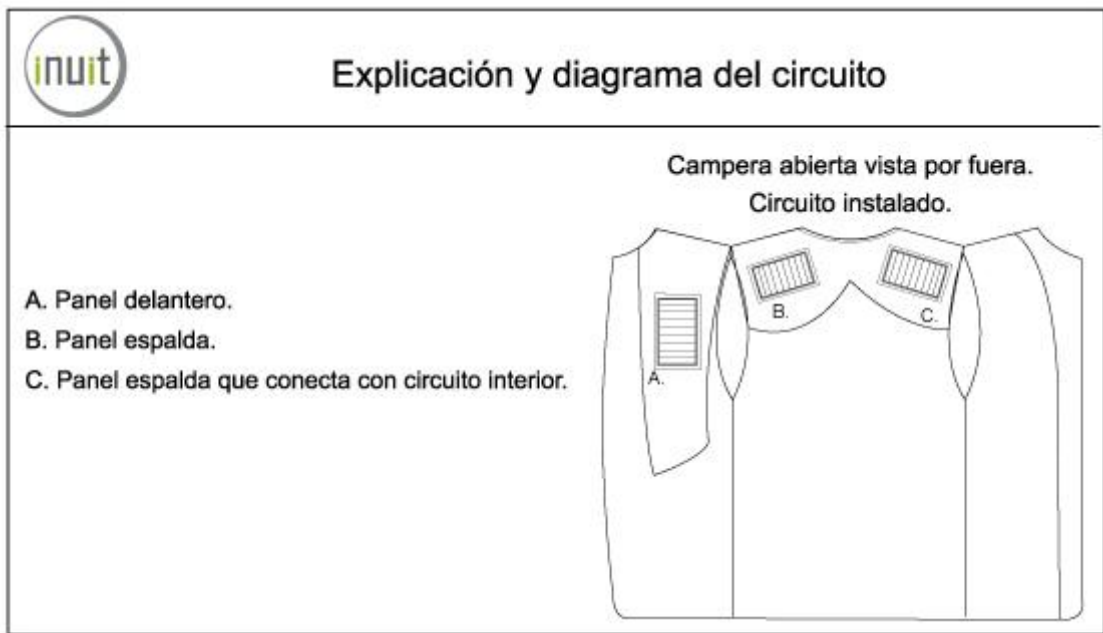 inuit
Explicación y diagrama del circuito
Campera abierta vista por fuera.
Circuito instalado.
A. Panel delantero.
B. Panel espalda.
C. Panel espalda que conecta con circuito interior.
A.
B.
C.